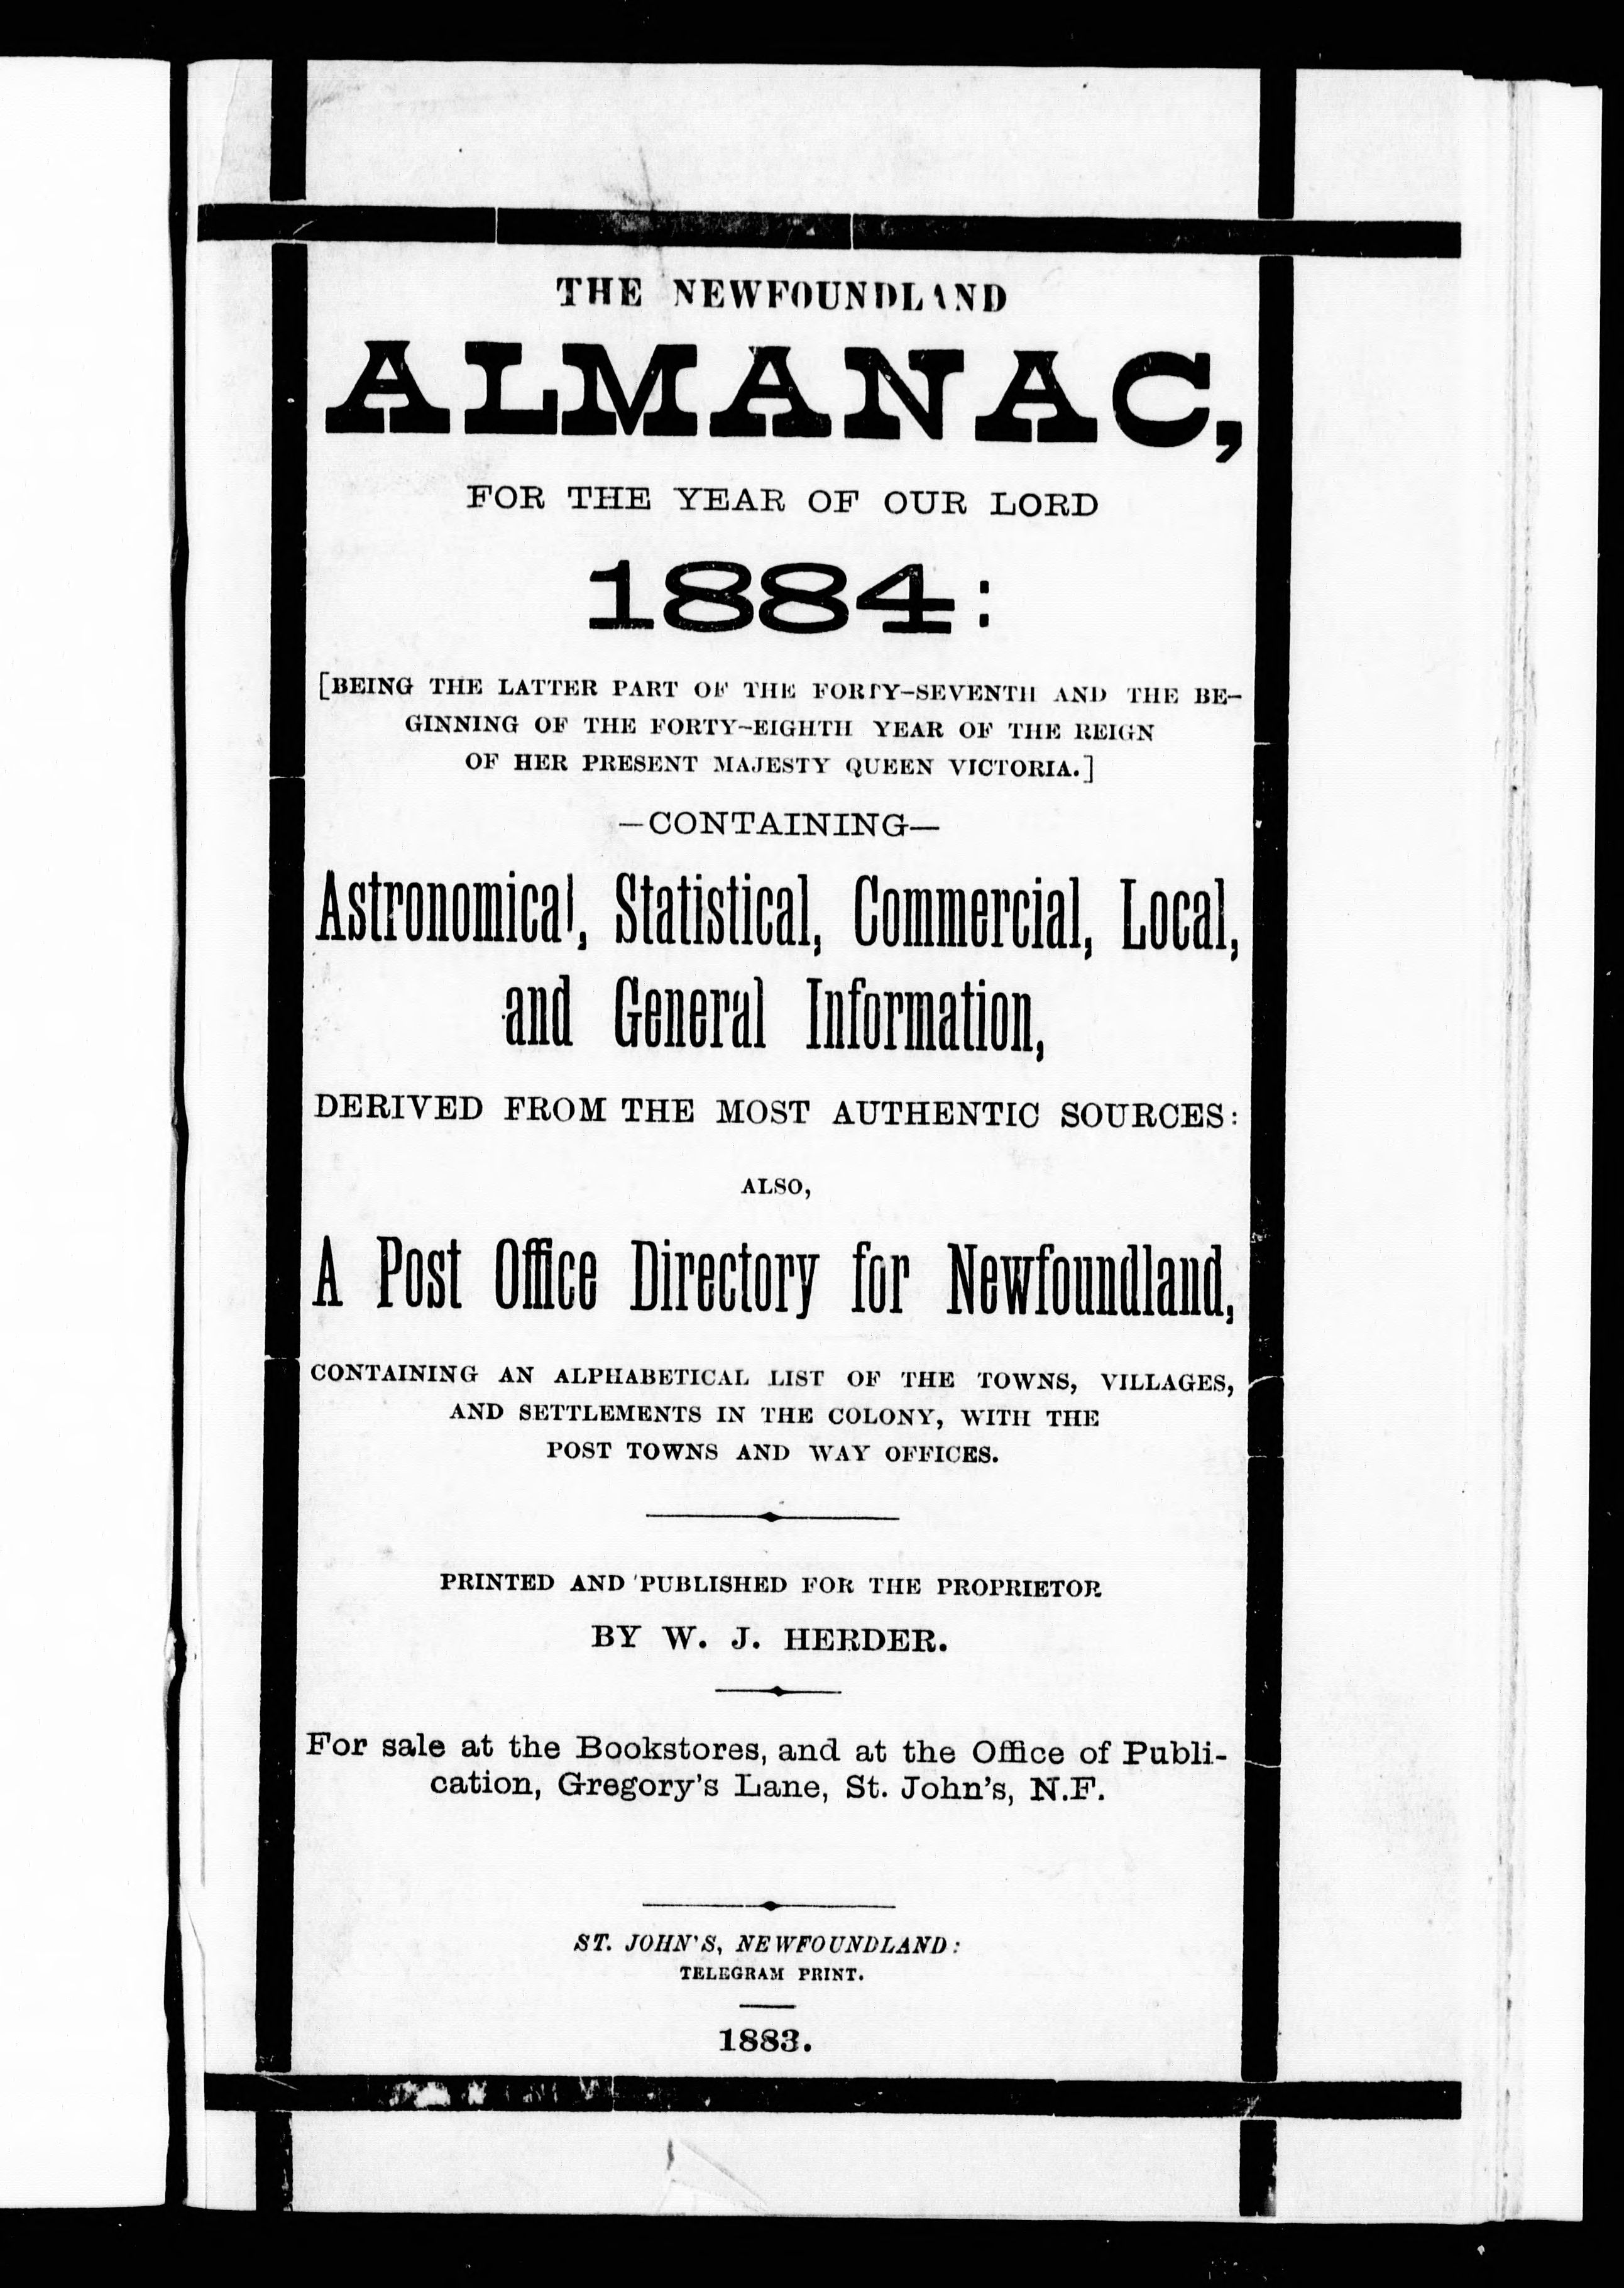 THE NEWFOUNDLAND
ALMANAC,
FOR THE YEAR OF OUR LORD
1884:
[BEING THE LATTER PART OF THE FORTY-SEVENTH AND THE BE-
GINNING OF THE FORTY-EIGHTH YEAR OF THE REIGN
OF HER PRESENT MAJESTY QUEEN VICTORIA.]
—CONTAINING—
Astronomical, Statistical, Commercial, Local,
and General Information,
DERIVED FROM THE MOST AUTHENTIC SOURCES:
ALSO,
A Post Office Directory for Newfoundland,
CONTAINING AN ALPHABETICAL LIST OF THE TOWNS, VILLAGES,
AND SETTLEMENTS IN THE COLONY, WITH THE
POST TOWNS AND WAY OFFICES.
PRINTED AND PUBLISHED FOR THE PROPRIETOR
BY W. J. HERDER.
For sale at the Bookstores, and at the Office of Publi-
cation, Gregory's Lane, St. John's, N.F.
ST. JOHN'S, NEWFOUNDLAND:
TELEGRAM PRINT.
1883.